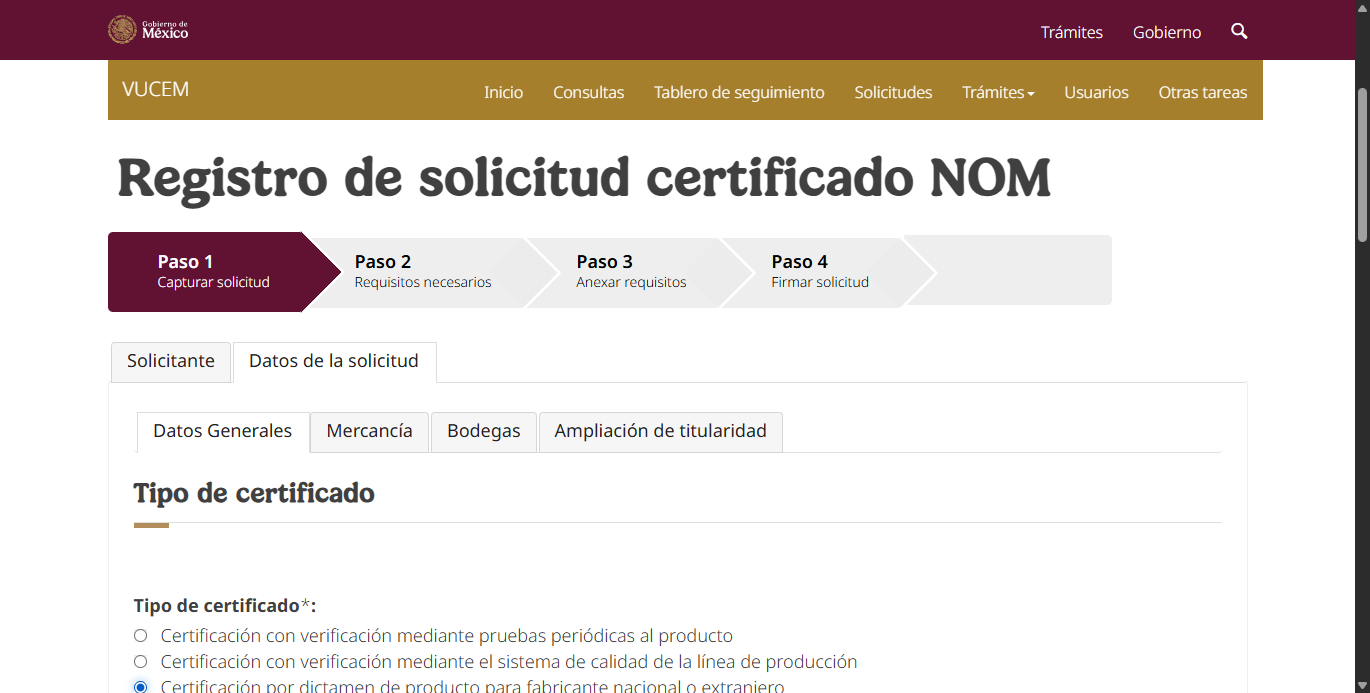 Gobierno de
México
Trámites
Gobierno
VUCEM
Inicio
Consultas
Tablero de seguimiento
Solicitudes
Trámites
Usuarios
Otras tareas
Registro de solicitud certificado NOM
Paso 1
Capturar solicitud
Paso 2
Requisitos necesarios
Paso 3
Anexar requisitos
Paso 4
Firmar solicitud
Solicitante
Datos de la solicitud
Datos Generales
Mercancía
Bodegas
Ampliación de titularidad
Tipo de certificado
Tipo de certificado*:
Certificación con verificación mediante pruebas periódicas al producto
Certificación con verificación mediante el sistema de calidad de la línea de producción
Certificación por dictamen de producto para fabricante nacional o extranjero